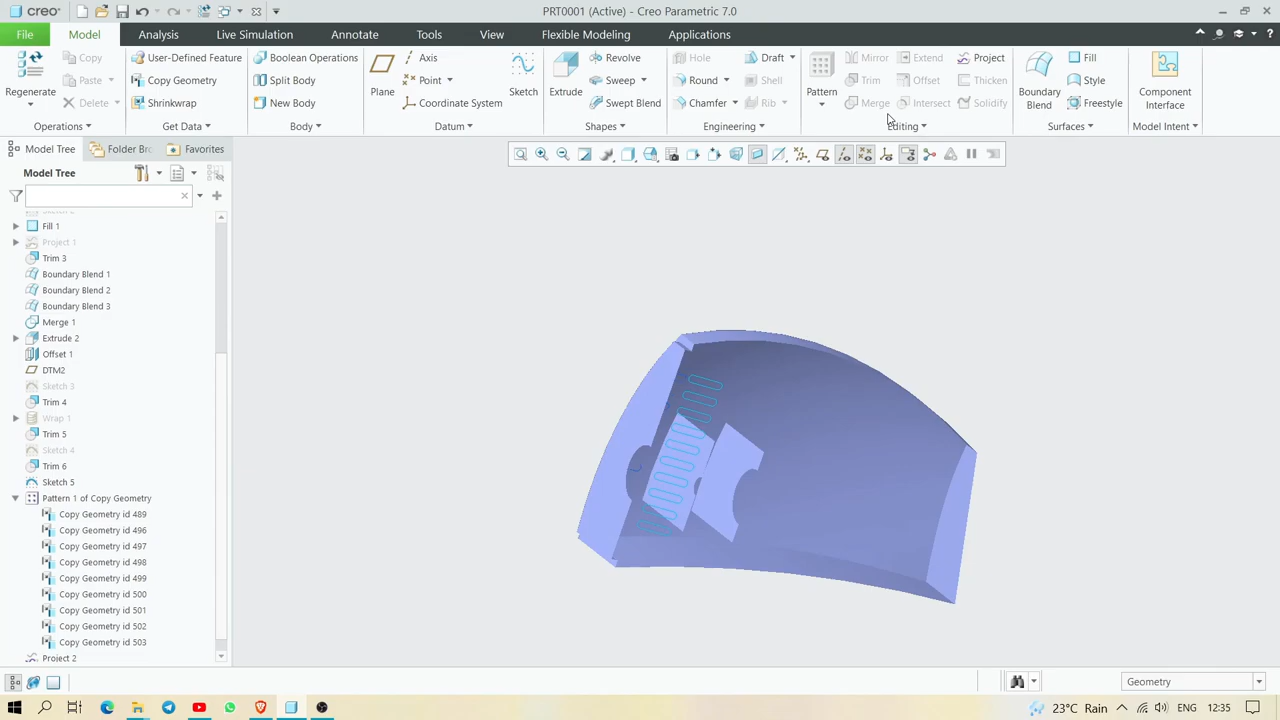 creo PRT0001 (Active) - Creo Parametric 7.0
File Model Analysis Live Simulation Annotate Tools View Flexible Modeling Applications
Regenerate Copy Paste Delete Operations
User-Defined Feature Copy Geometry Shrinkwrap Get Data
Boolean Operations Split Body New Body Body
Plane Axis Point Coordinate System Sketch Datum
Extrude Revolve Sweep Swept Blend Shapes
Hole Round Chamfer Draft Shell Rib Engineering
Pattern Mirror Trim Merge Extend Offset Intersect Project Thicken Solidify Editing
Boundary Blend Fill Style Freestyle Surfaces
Component Interface Model Intent
Model Tree Folder Bro Favorites
Model Tree
Fill 1
Project 1
Trim 3
Boundary Blend 1
Boundary Blend 2
Boundary Blend 3
Merge 1
Extrude 2
Offset 1
DTM2
Sketch 3
Trim 4
Wrap 1
Trim 5
Sketch 4
Trim 6
Sketch 5
Pattern 1 of Copy Geometry
Copy Geometry id 489
Copy Geometry id 496
Copy Geometry id 497
Copy Geometry id 498
Copy Geometry id 499
Copy Geometry id 500
Copy Geometry id 501
Copy Geometry id 502
Copy Geometry id 503
Project 2
Geometry
23°C Rain ENG 12:35